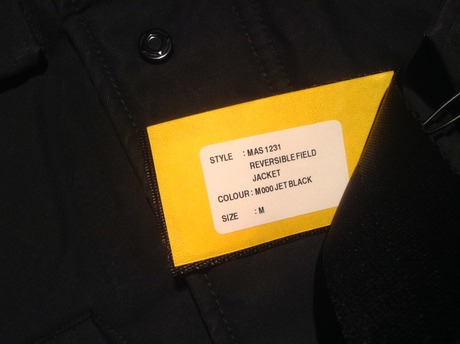 STYLE : MAS 1231
REVERSIBLE FIELD
JACKET
COLOUR : M000 JET BLACK
SIZE : M